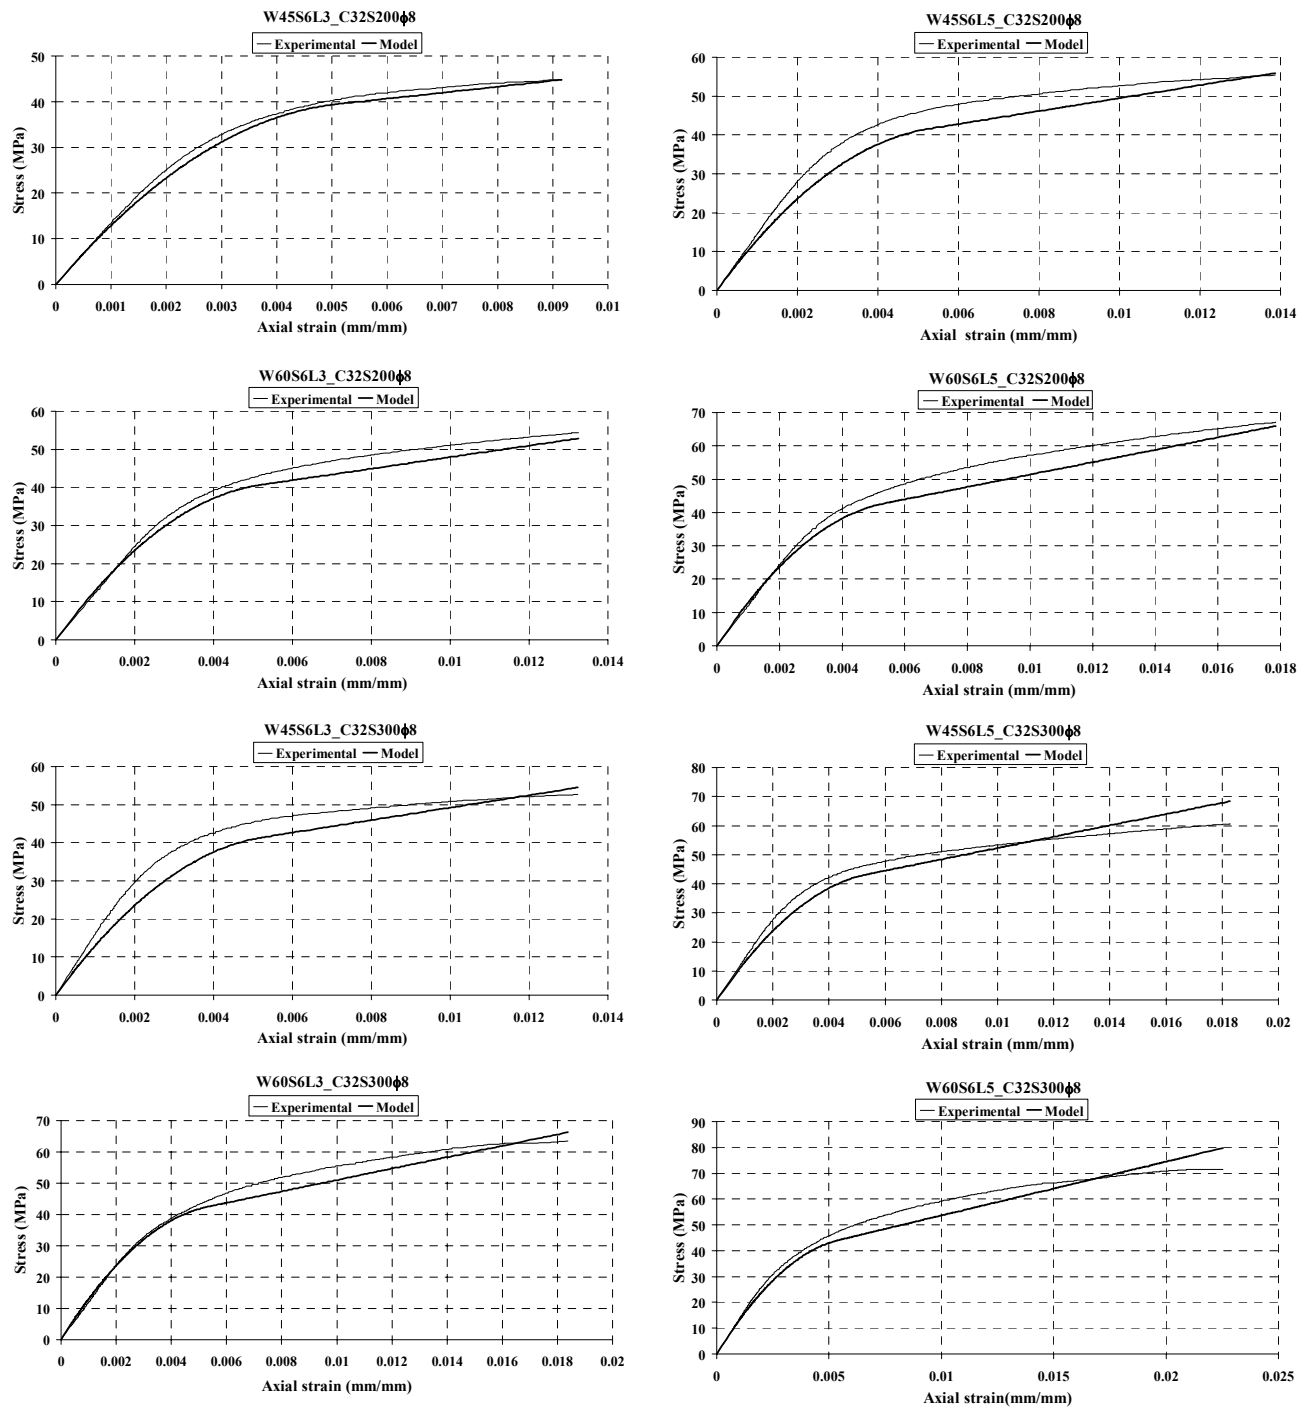 W45S6L3_C32S200ϕ8
Experimental Model
Stress (MPa)
50
40
30
20
10
0
0 0.001 0.002 0.003 0.004 0.005 0.006 0.007 0.008 0.009 0.01
Axial strain (mm/mm)
W45S6L5_C32S200ϕ8
Experimental Model
Stress (MPa)
60
50
40
30
20
10
0
0 0.002 0.004 0.006 0.008 0.01 0.012 0.014
Axial strain (mm/mm)
W60S6L3_C32S200ϕ8
Experimental Model
Stress (MPa)
60
50
40
30
20
10
0
0 0.002 0.004 0.006 0.008 0.01 0.012 0.014
Axial strain (mm/mm)
W60S6L5_C32S200ϕ8
Experimental Model
Stress (MPa)
70
60
50
40
30
20
10
0
0 0.002 0.004 0.006 0.008 0.01 0.012 0.014 0.016 0.018
Axial strain (mm/mm)
W45S6L3_C32S300ϕ8
Experimental Model
Stress (MPa)
60
50
40
30
20
10
0
0 0.002 0.004 0.006 0.008 0.01 0.012 0.014
Axial strain (mm/mm)
W45S6L5_C32S300ϕ8
Experimental Model
Stress (MPa)
80
70
60
50
40
30
20
10
0
0 0.002 0.004 0.006 0.008 0.01 0.012 0.014 0.016 0.018 0.02
Axial strain (mm/mm)
W60S6L3_C32S300ϕ8
Experimental Model
Stress (MPa)
70
60
50
40
30
20
10
0
0 0.002 0.004 0.006 0.008 0.01 0.012 0.014 0.016 0.018 0.02
Axial strain (mm/mm)
W60S6L5_C32S300ϕ8
Experimental Model
Stress (MPa)
90
80
70
60
50
40
30
20
10
0
0 0.005 0.01 0.015 0.02 0.025
Axial strain(mm/mm)